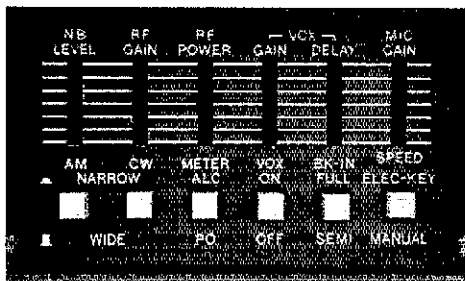 NB RF RF VOX MIC
LEVEL GAIN POWER GAIN DELAY GAIN
AM CW METER VOX BK-IN SPEED
NARROW ALC ON FULL ELEC-KEY
WIDE PO OFF SEMI MANUAL